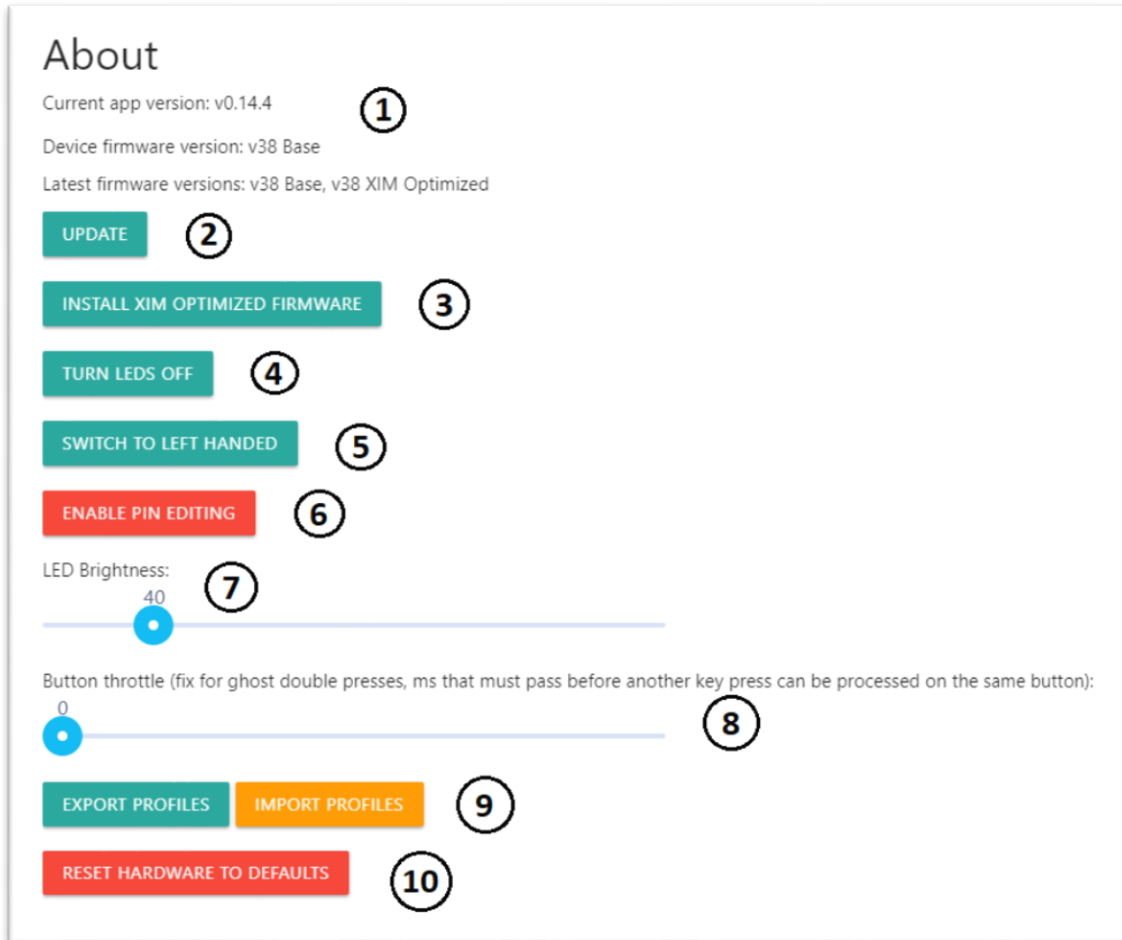 About
Current app version: v0.14.4
1
Device firmware version: v38 Base
Latest firmware versions: v38 Base, v38 XIM Optimized
UPDATE
2
INSTALL XIM OPTIMIZED FIRMWARE
3
TURN LEDS OFF
4
SWITCH TO LEFT HANDED
5
ENABLE PIN EDITING
6
LED Brightness:
7
40
Button throttle (fix for ghost double presses, ms that must pass before another key press can be processed on the same button):
0
8
EXPORT PROFILES IMPORT PROFILES
9
RESET HARDWARE TO DEFAULTS
10